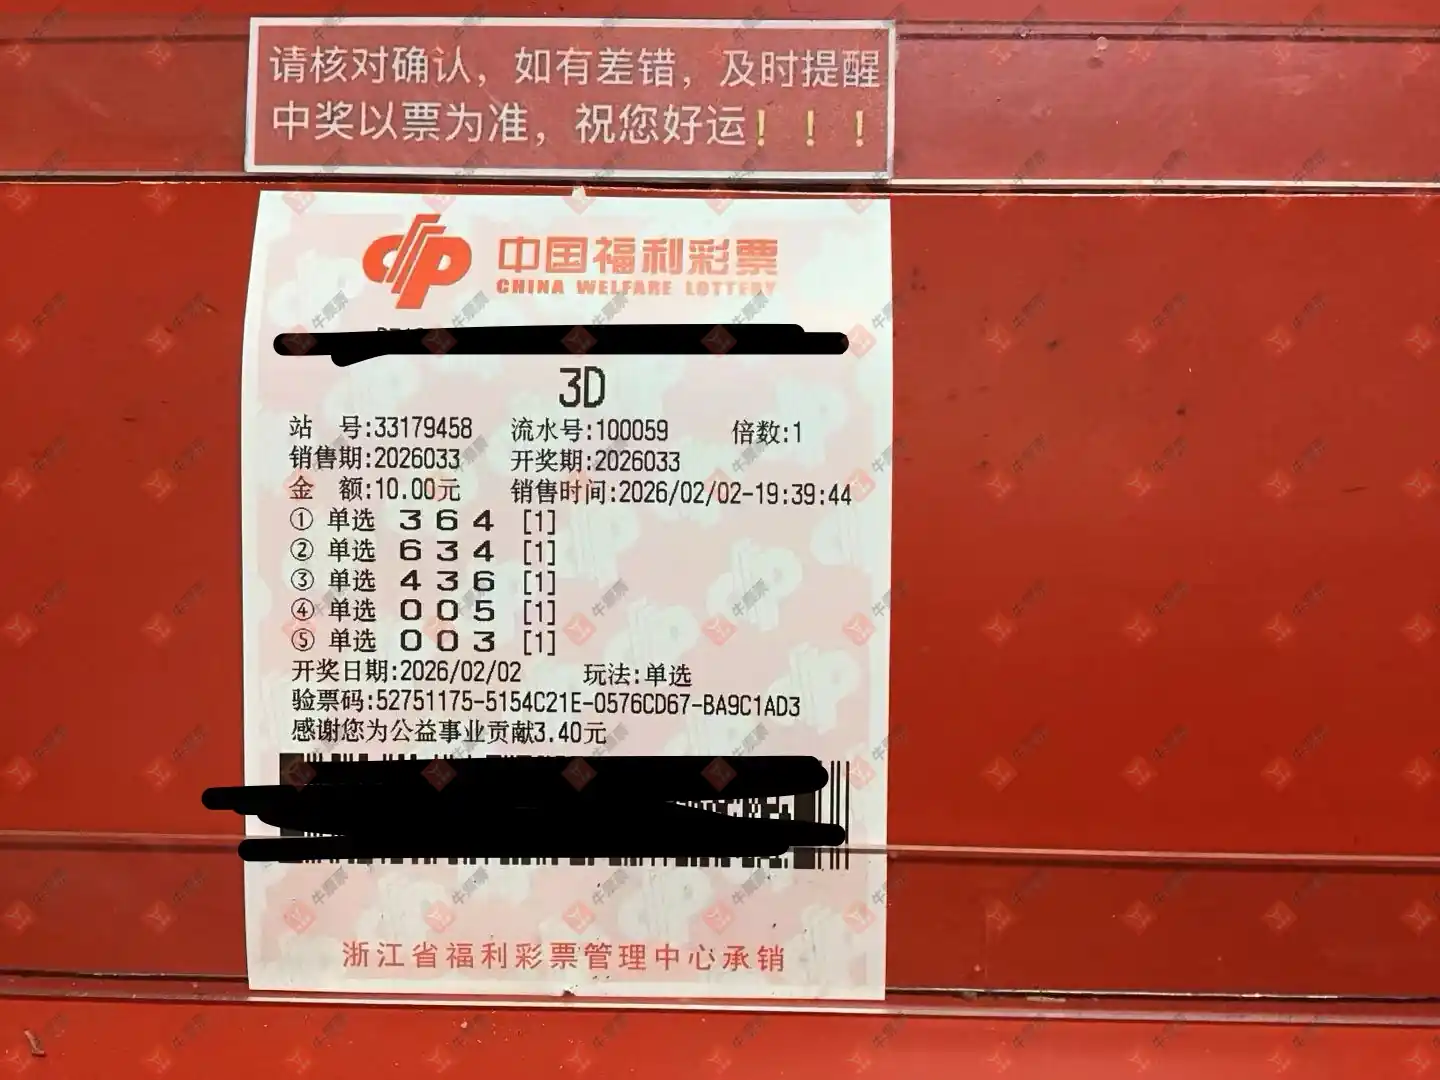 请核对确认，如有差错，及时提醒
中奖以票为准，祝您好运！！！
中国福利彩票
CHINA WELFARE LOTTERY
3D
站 号:33179458 流水号:100059 倍数:1
销售期:2026033 开奖期:2026033
金 额:10.00元 销售时间:2026/02/02-19:39:44
① 单选 3 6 4 [1]
② 单选 6 3 4 [1]
③ 单选 4 3 6 [1]
④ 单选 0 0 5 [1]
⑤ 单选 0 0 3 [1]
开奖日期:2026/02/02 玩法:单选
验票码:52751175-5154C21E-0576CD67-BA9C1AD3
感谢您为公益事业贡献3.40元
浙江省福利彩票管理中心承销